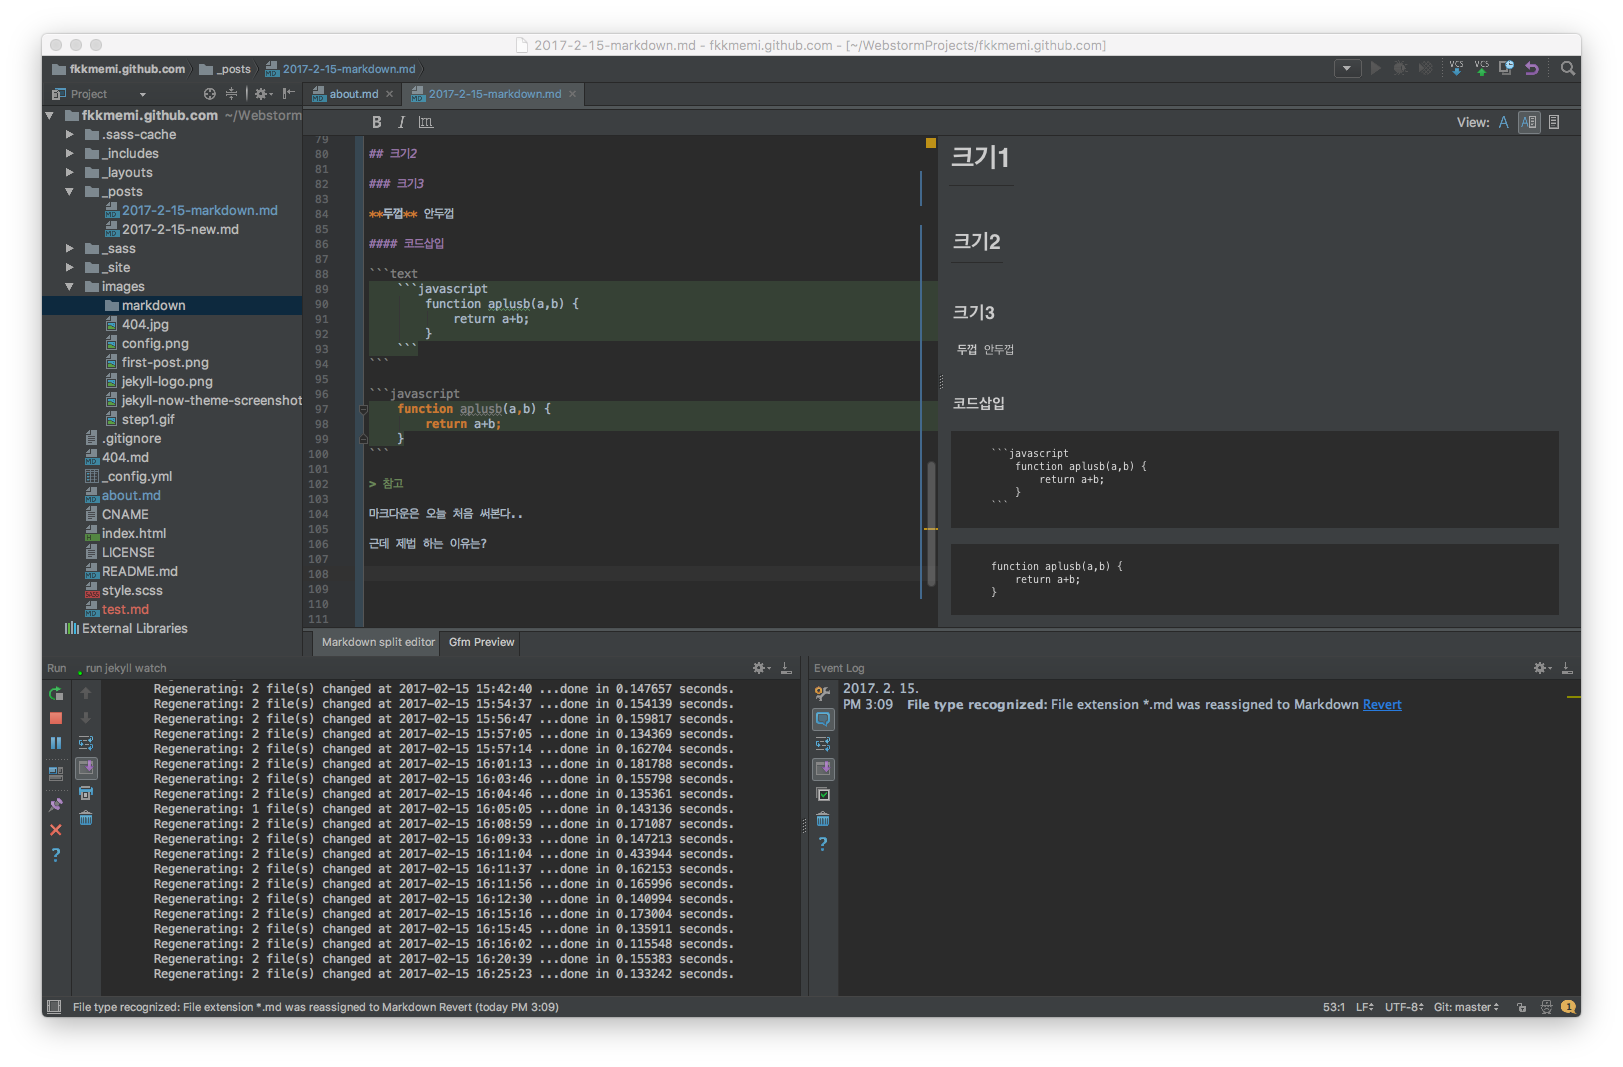 2017-2-15-markdown.md - fkkmemi.github.com - [~/WebstormProjects/fkkmemi.github.com]
fkkmemi.github.com _posts 2017-2-15-markdown.md
VCS VCS
Project
about.md 2017-2-15-markdown.md
B I
View: A
fkkmemi.github.com ~/Webstorm
.sass-cache
_includes
_layouts
_posts
2017-2-15-markdown.md
2017-2-15-new.md
_sass
_site
images
markdown
404.jpg
config.png
first-post.png
jekyll-logo.png
jekyll-now-theme-screenshot
step1.gif
.gitignore
404.md
_config.yml
about.md
CNAME
index.html
LICENSE
README.md
style.scss
test.md
External Libraries
79
80 ## 크기2
81
82 ### 크기3
83
84 **두껍** 안두껍
85
86 #### 코드삽입
87
88 ```text
89 ```javascript
90 function aplusb(a,b) {
91 return a+b;
92 }
93 ```
94 ```
95
96 ```javascript
97 function aplusb(a,b) {
98 return a+b;
99 }
100 ```
101
102 > 참고
103
104 마크다운은 오늘 처음 써본다..
105
106 근데 제법 하는 이유는?
107
108
109
110
111
크기1
크기2
크기3
두껍 안두껍
코드삽입
```javascript
function aplusb(a,b) {
return a+b;
}
```
function aplusb(a,b) {
return a+b;
}
Markdown split editor Gfm Preview
Run run jekyll watch
Regenerating: 2 file(s) changed at 2017-02-15 15:42:40 ...done in 0.147657 seconds.
Regenerating: 2 file(s) changed at 2017-02-15 15:54:37 ...done in 0.154139 seconds.
Regenerating: 2 file(s) changed at 2017-02-15 15:56:47 ...done in 0.159817 seconds.
Regenerating: 2 file(s) changed at 2017-02-15 15:57:05 ...done in 0.134369 seconds.
Regenerating: 2 file(s) changed at 2017-02-15 15:57:14 ...done in 0.162704 seconds.
Regenerating: 2 file(s) changed at 2017-02-15 16:01:13 ...done in 0.181788 seconds.
Regenerating: 2 file(s) changed at 2017-02-15 16:03:46 ...done in 0.155798 seconds.
Regenerating: 2 file(s) changed at 2017-02-15 16:04:46 ...done in 0.135361 seconds.
Regenerating: 1 file(s) changed at 2017-02-15 16:05:05 ...done in 0.143136 seconds.
Regenerating: 2 file(s) changed at 2017-02-15 16:08:59 ...done in 0.171087 seconds.
Regenerating: 2 file(s) changed at 2017-02-15 16:09:33 ...done in 0.147213 seconds.
Regenerating: 2 file(s) changed at 2017-02-15 16:11:04 ...done in 0.433944 seconds.
Regenerating: 2 file(s) changed at 2017-02-15 16:11:37 ...done in 0.162153 seconds.
Regenerating: 2 file(s) changed at 2017-02-15 16:11:56 ...done in 0.165996 seconds.
Regenerating: 2 file(s) changed at 2017-02-15 16:12:30 ...done in 0.140994 seconds.
Regenerating: 2 file(s) changed at 2017-02-15 16:15:16 ...done in 0.173004 seconds.
Regenerating: 2 file(s) changed at 2017-02-15 16:15:45 ...done in 0.135911 seconds.
Regenerating: 2 file(s) changed at 2017-02-15 16:16:02 ...done in 0.115548 seconds.
Regenerating: 2 file(s) changed at 2017-02-15 16:20:39 ...done in 0.155383 seconds.
Regenerating: 2 file(s) changed at 2017-02-15 16:25:23 ...done in 0.133242 seconds.
Event Log
2017. 2. 15.
PM 3:09 File type recognized: File extension *.md was reassigned to Markdown Revert
File type recognized: File extension *.md was reassigned to Markdown Revert (today PM 3:09)
53:1 LF UTF-8 Git: master 1